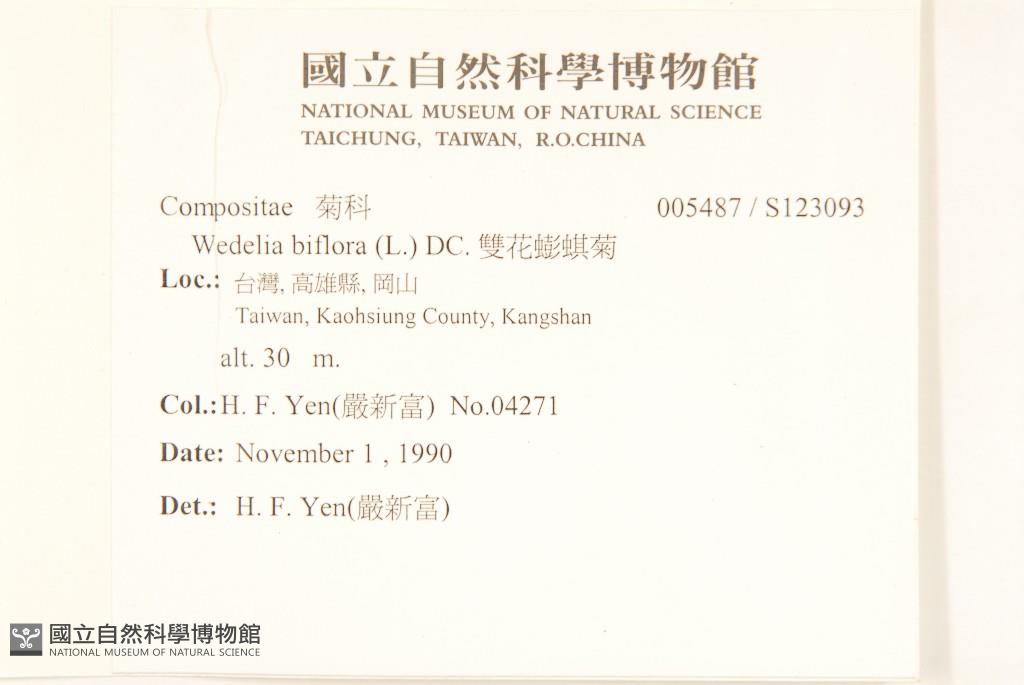 國立自然科學博物館
NATIONAL MUSEUM OF NATURAL SCIENCE
TAICHUNG, TAIWAN, R.O.CHINA
Compositae 菊科 005487 / S123093
Wedelia biflora (L.) DC. 雙花蟛蜞菊
Loc.: 台灣, 高雄縣, 岡山
Taiwan, Kaohsiung County, Kangshan
alt. 30 m.
Col.: H. F. Yen(嚴新富) No.04271
Date: November 1 , 1990
Det.: H. F. Yen(嚴新富)
國立自然科學博物館
NATIONAL MUSEUM OF NATURAL SCIENCE